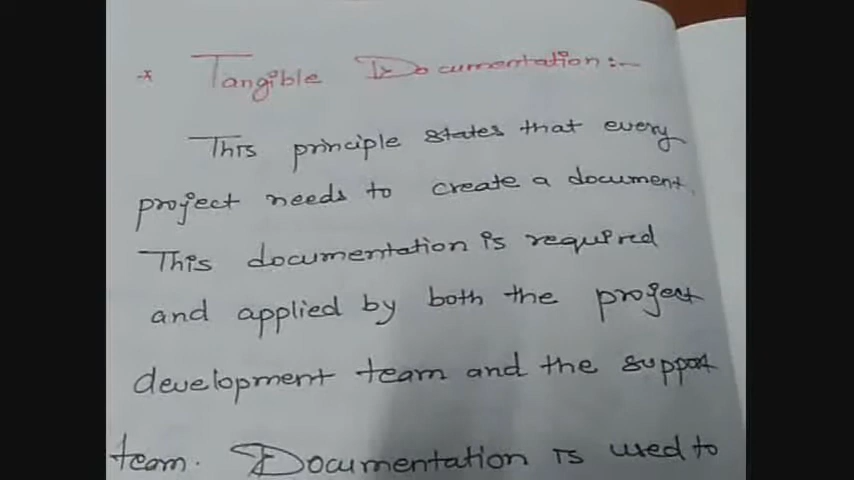 * Tangible Documentation :-
This principle states that every
project needs to create a document.
This documentation is required
and applied by both the project
development team and the support
team. Documentation is used to